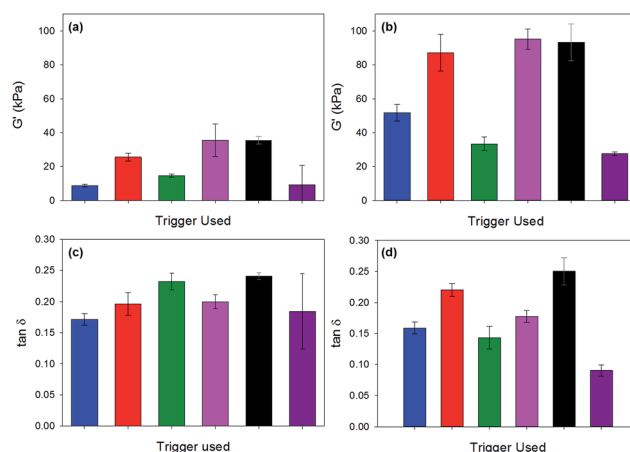 (a)
100
80
60
40
20
0
G' (kPa)
Trigger Used
(b)
100
80
60
40
20
0
G' (kPa)
Trigger Used
(c)
0.30
0.25
0.20
0.15
0.10
0.05
0.00
tan δ
Trigger used
(d)
0.30
0.25
0.20
0.15
0.10
0.05
0.00
tan δ
Trigger Used